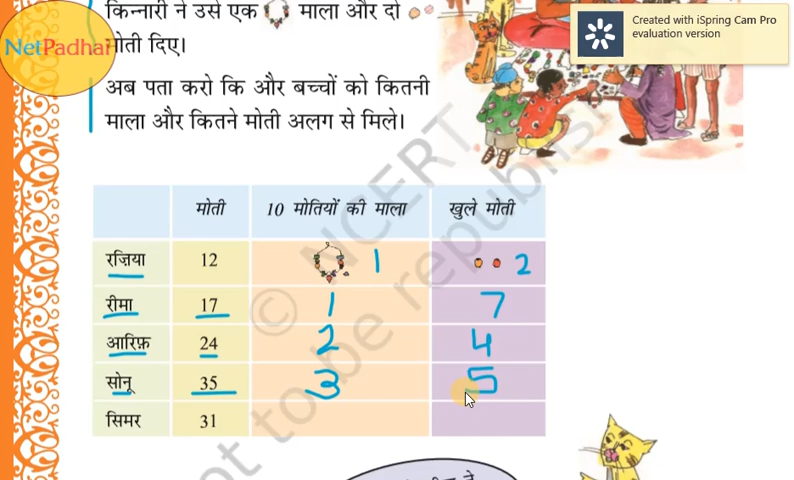 किन्नारी ने उसे एक माला और दो
मोती दिए।
NetPadhai
Created with iSpring Cam Pro
evaluation version
अब पता करो कि और बच्चों को कितनी
माला और कितने मोती अलग से मिले।
मोती 10 मोतियों की माला खुले मोती
रज़िया 12 1 2
रीमा 17 1 7
आरिफ़ 24 2 4
सोनू 35 3 5
सिमर 31
© NCERT
not to be republish